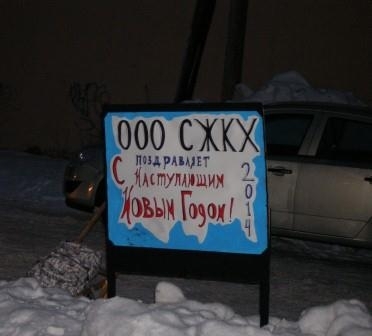 ООО СЖКХ
ПОЗДРАВЛЯЕТ
С НАСТУПАЮЩИМ
НОВЫМ ГОДОМ!
2014